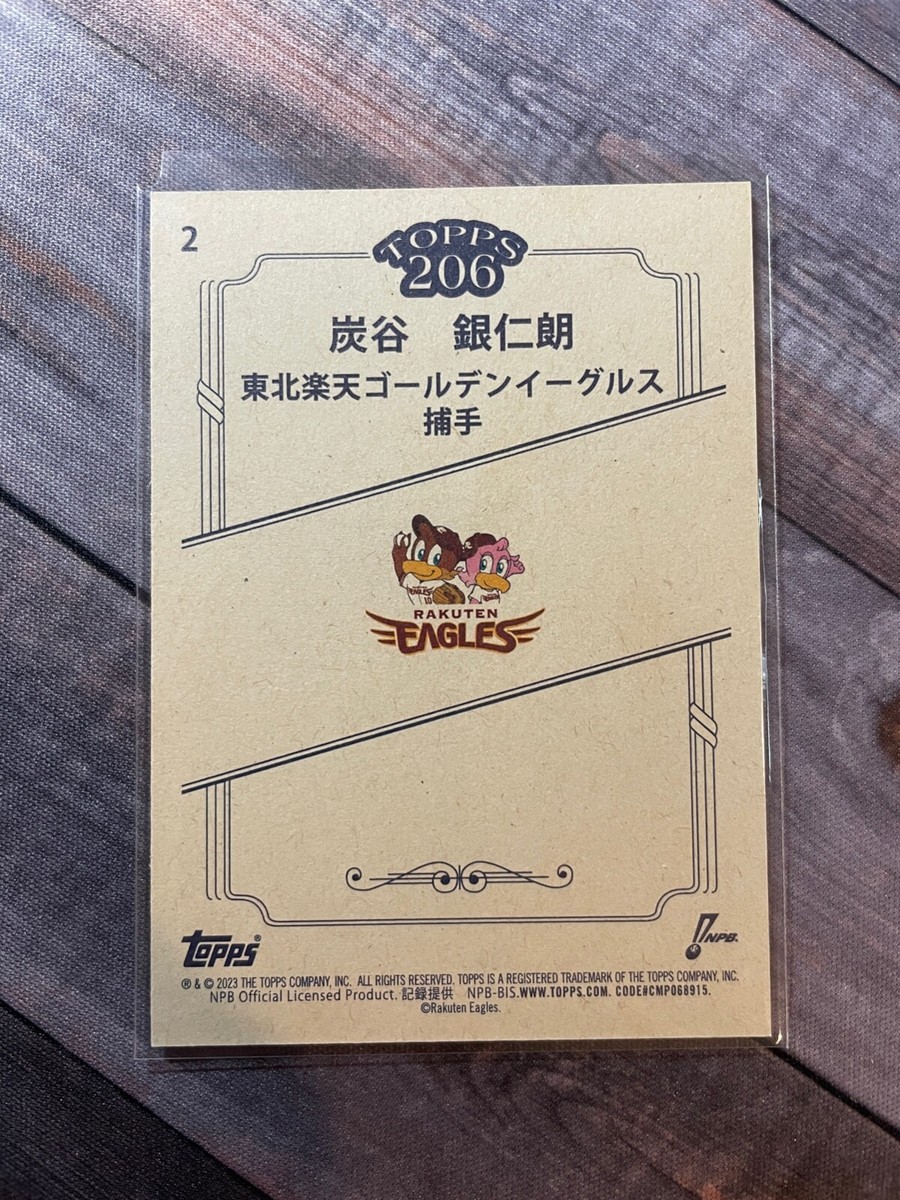 2
TOPPS
206
炭谷 銀仁朗
東北楽天ゴールデンイーグルス
捕手
RAKUTEN
EAGLES
topps®
NPB.
® & © 2023 THE TOPPS COMPANY, INC. ALL RIGHTS RESERVED. TOPPS IS A REGISTERED TRADEMARK OF THE TOPPS COMPANY, INC.
NPB Official Licensed Product. 記録提供 NPB-BIS.WWW.TOPPS.COM. CODE#CMP068915.
©Rakuten Eagles.